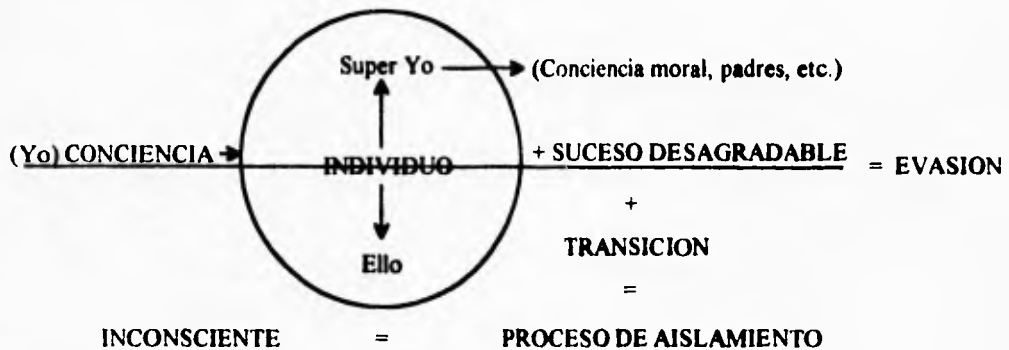 Super Yo (Conciencia moral, padres, etc.)
(Yo) CONCIENCIA INDIVIDUO + SUCESO DESAGRADABLE = EVASION
+
Ello TRANSICION
=
INCONSCIENTE = PROCESO DE AISLAMIENTO